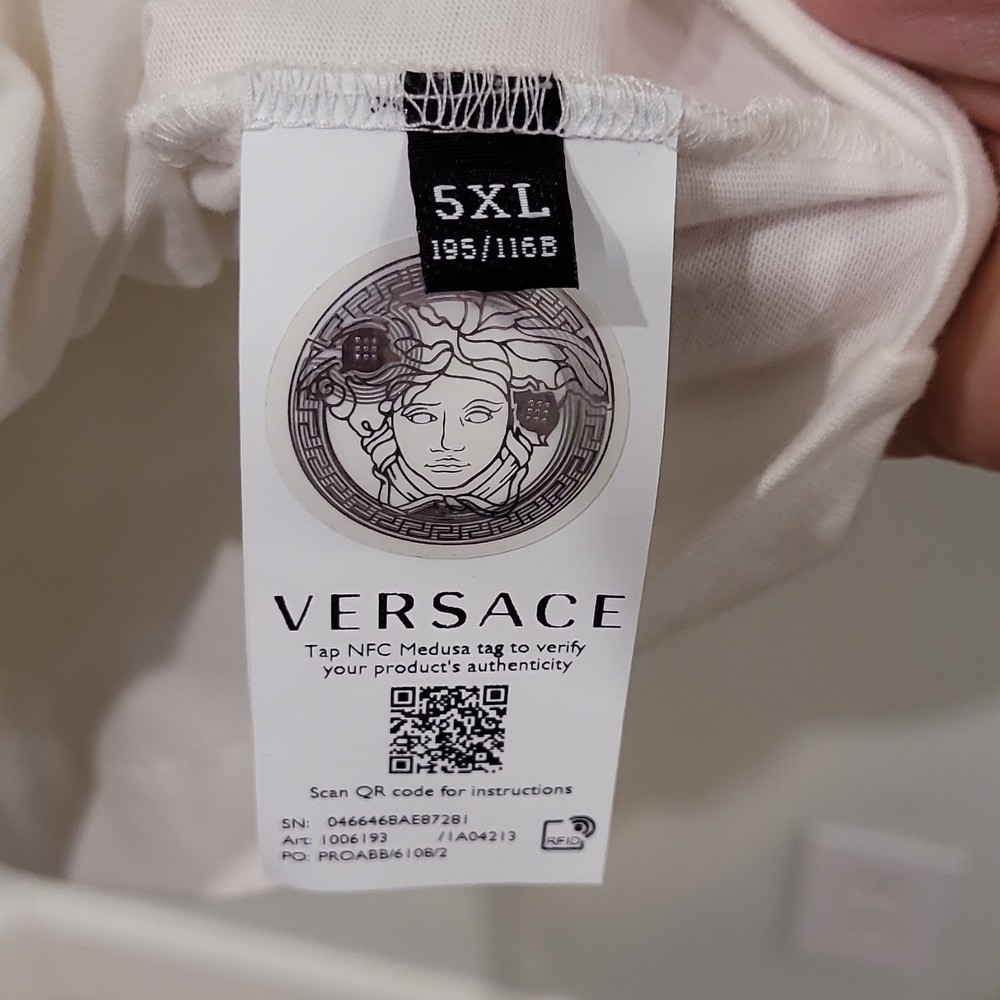 5XL
195/116B
VERSACE
Tap NFC Medusa tag to verify
your product's authenticity
Scan QR code for instructions
SN: 046646BAE87281
Art: 1006193 /1A04213
PO: PROABB/6108/2
RFID